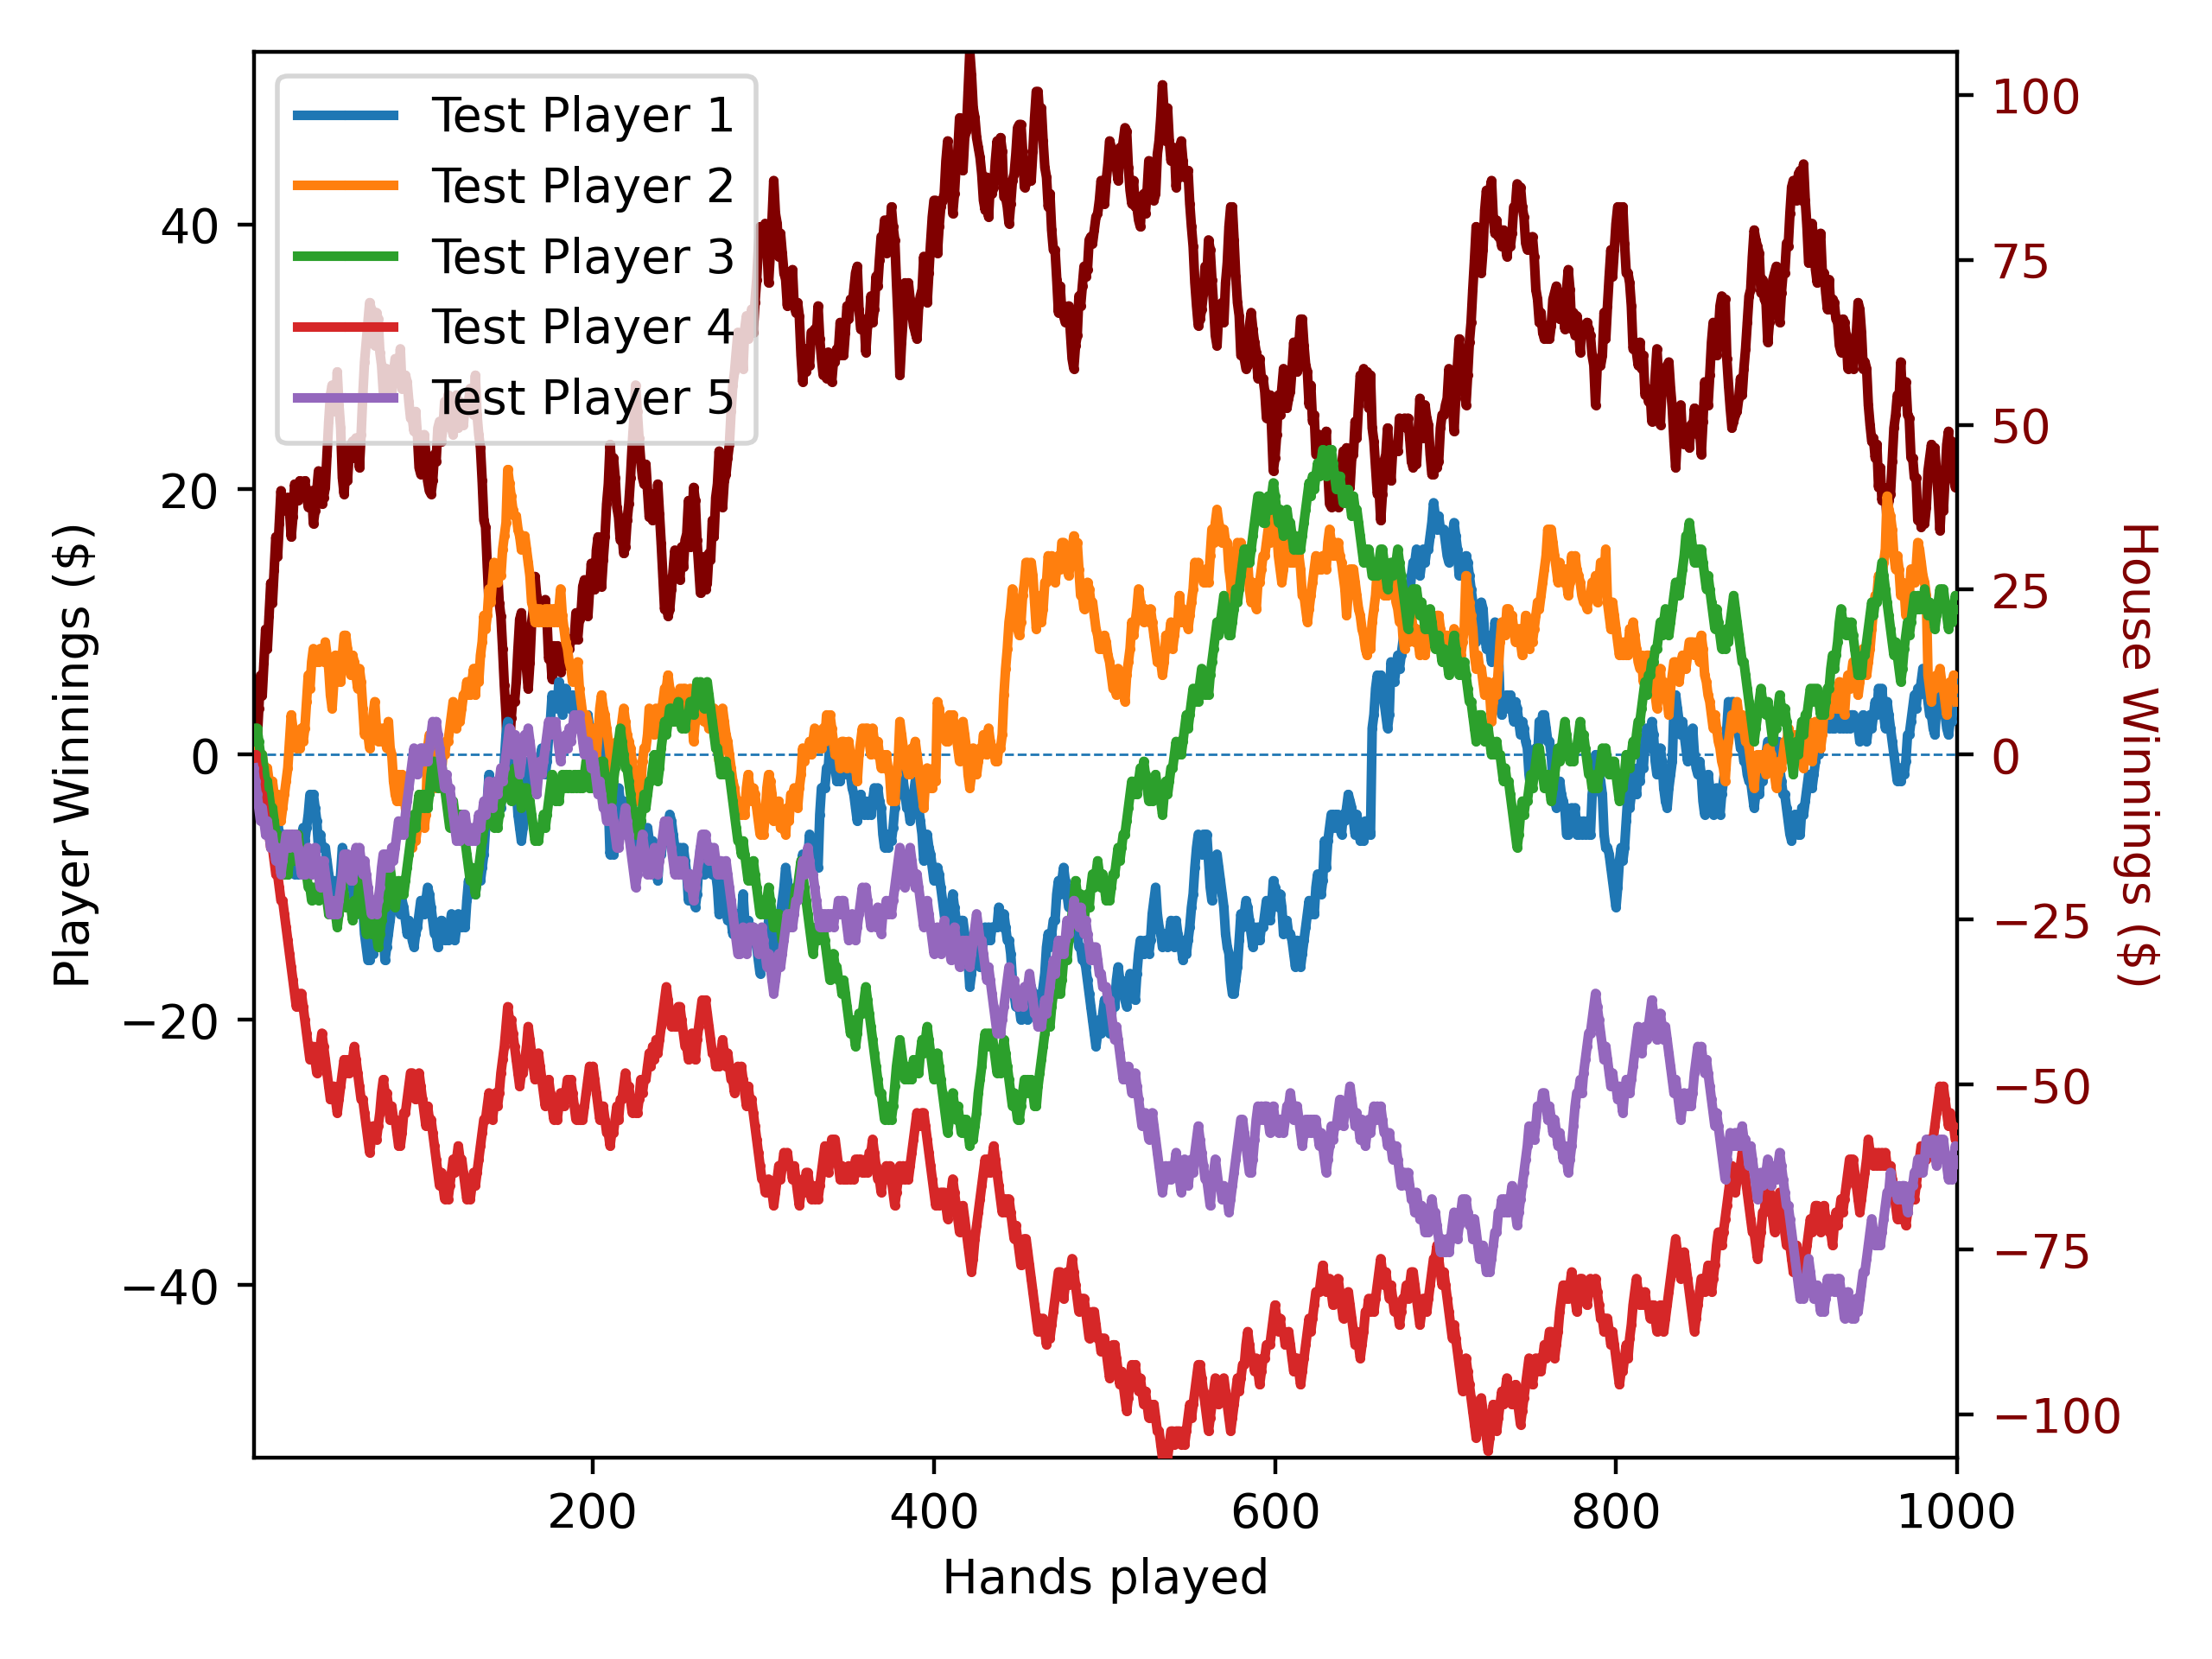 Test Player 1
Test Player 2
Test Player 3
Test Player 4
Test Player 5
Player Winnings ($)
40
20
0
−20
−40
House Winnings ($)
100
75
50
25
0
−25
−50
−75
−100
200 400 600 800 1000
Hands played